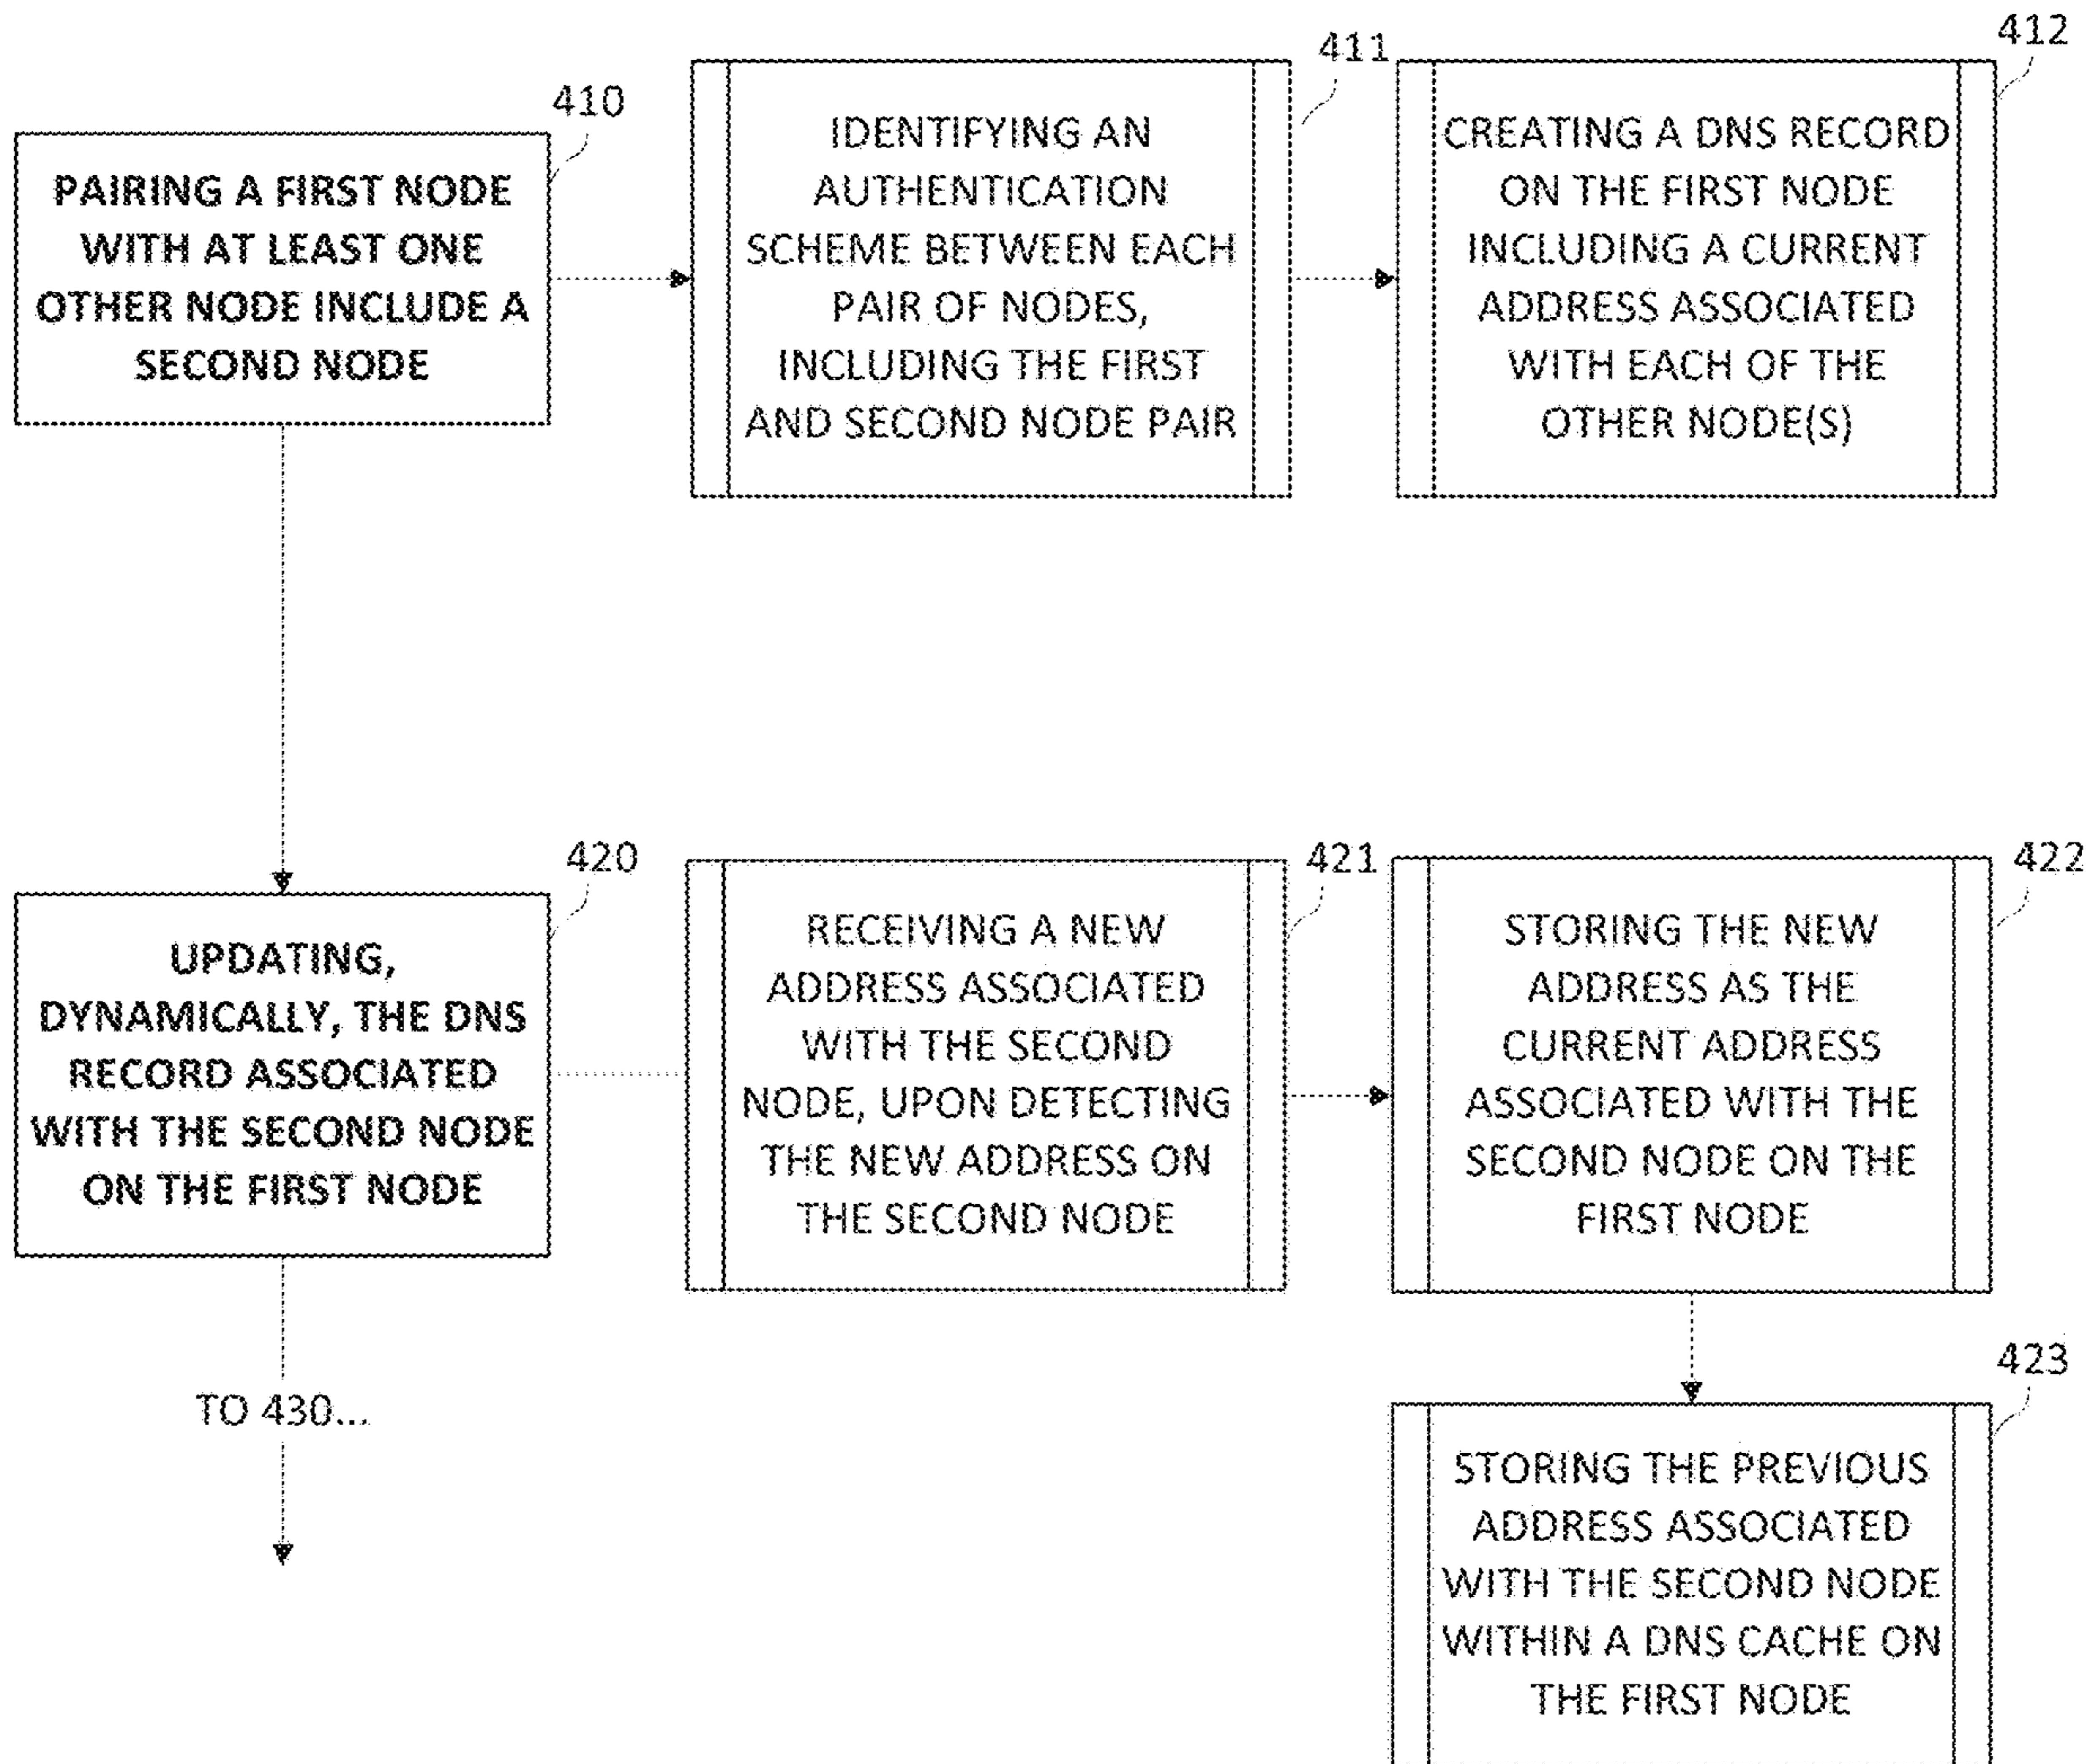 410
PAIRING A FIRST NODE
WITH AT LEAST ONE
OTHER NODE INCLUDE A
SECOND NODE
411
IDENTIFYING AN
AUTHENTICATION
SCHEME BETWEEN EACH
PAIR OF NODES,
INCLUDING THE FIRST
AND SECOND NODE PAIR
412
CREATING A DNS RECORD
ON THE FIRST NODE
INCLUDING A CURRENT
ADDRESS ASSOCIATED
WITH EACH OF THE
OTHER NODE(S)
420
UPDATING,
DYNAMICALLY, THE DNS
RECORD ASSOCIATED
WITH THE SECOND NODE
ON THE FIRST NODE
421
RECEIVING A NEW
ADDRESS ASSOCIATED
WITH THE SECOND
NODE, UPON DETECTING
THE NEW ADDRESS ON
THE SECOND NODE
422
STORING THE NEW
ADDRESS AS THE
CURRENT ADDRESS
ASSOCIATED WITH THE
SECOND NODE ON THE
FIRST NODE
423
STORING THE PREVIOUS
ADDRESS ASSOCIATED
WITH THE SECOND NODE
WITHIN A DNS CACHE ON
THE FIRST NODE
TO 430...